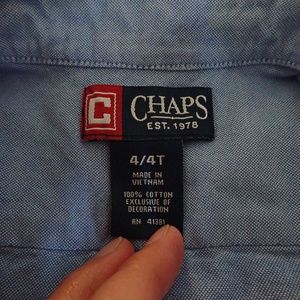 C CHAPS
EST. 1978
4/4T
MADE IN
VIETNAM
100% COTTON
EXCLUSIVE OF
DECORATION
RN 41381